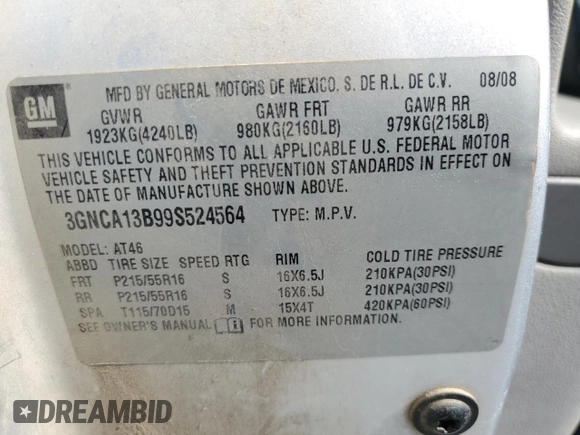 GM
MFD BY GENERAL MOTORS DE MEXICO, S. DE R.L. DE C.V. 08/08
GVWR GAWR FRT GAWR RR
1923KG(4240LB) 980KG(2160LB) 979KG(2158LB)
THIS VEHICLE CONFORMS TO ALL APPLICABLE U.S. FEDERAL MOTOR
VEHICLE SAFETY AND THEFT PREVENTION STANDARDS IN EFFECT ON
THE DATE OF MANUFACTURE SHOWN ABOVE.
3GNCA13B99S524564 TYPE: M.P.V.
MODEL: AT46
ABBD TIRE SIZE SPEED RTG RIM COLD TIRE PRESSURE
FRT P215/55R16 S 16X6.5J 210KPA(30PSI)
RR P215/55R16 S 16X6.5J 210KPA(30PSI)
SPA T115/70D15 M 15X4T 420KPA(60PSI)
SEE OWNER'S MANUAL FOR MORE INFORMATION.
DREAMBID